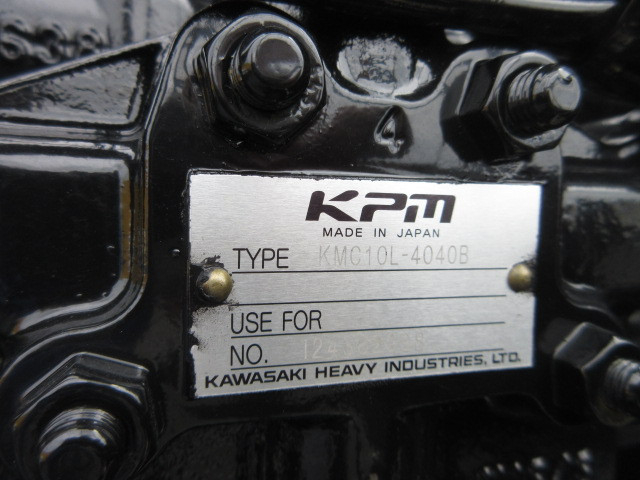 KPM
MADE IN JAPAN
TYPE KMC10L-4040B
USE FOR
NO.
KAWASAKI HEAVY INDUSTRIES, LTD.